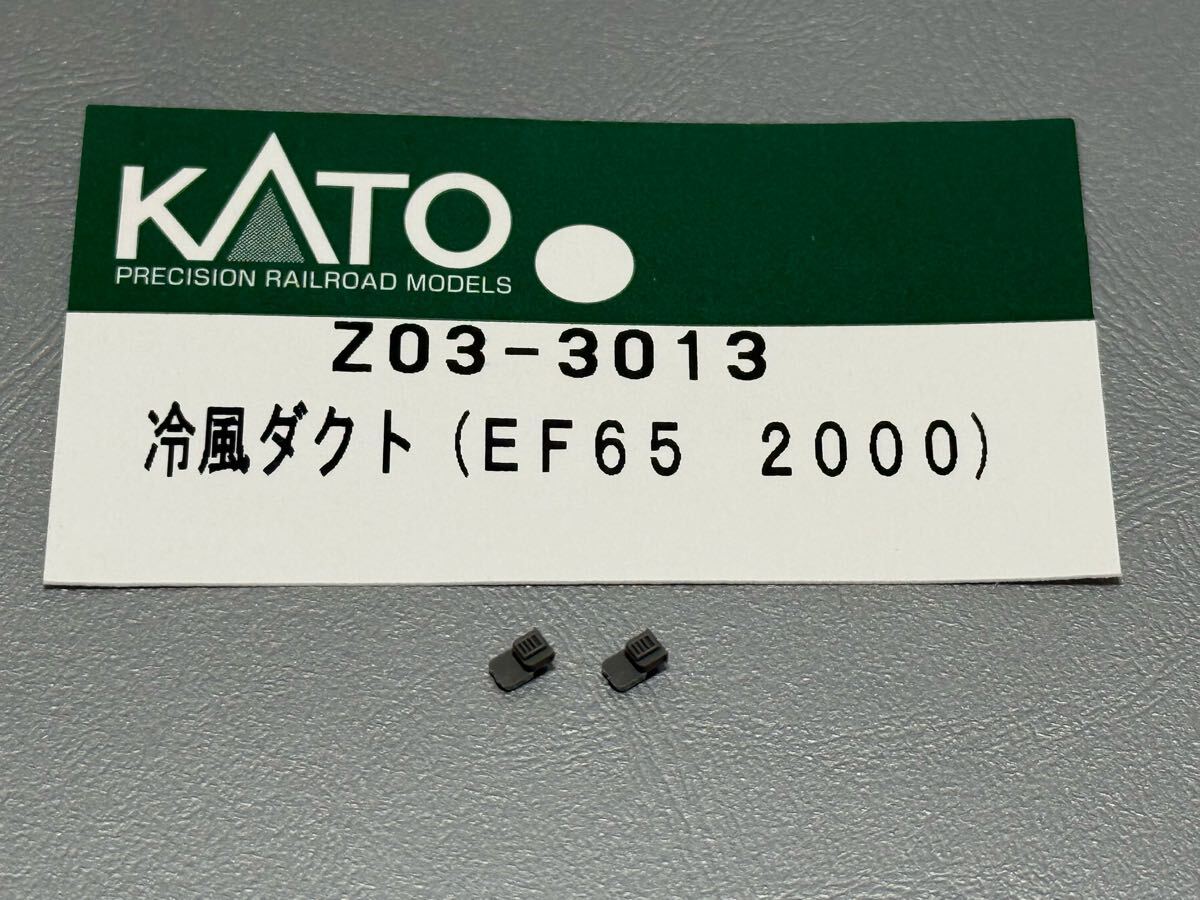 KATO
PRECISION RAILROAD MODELS
Z03-3013
冷風ダクト(EF65 2000)